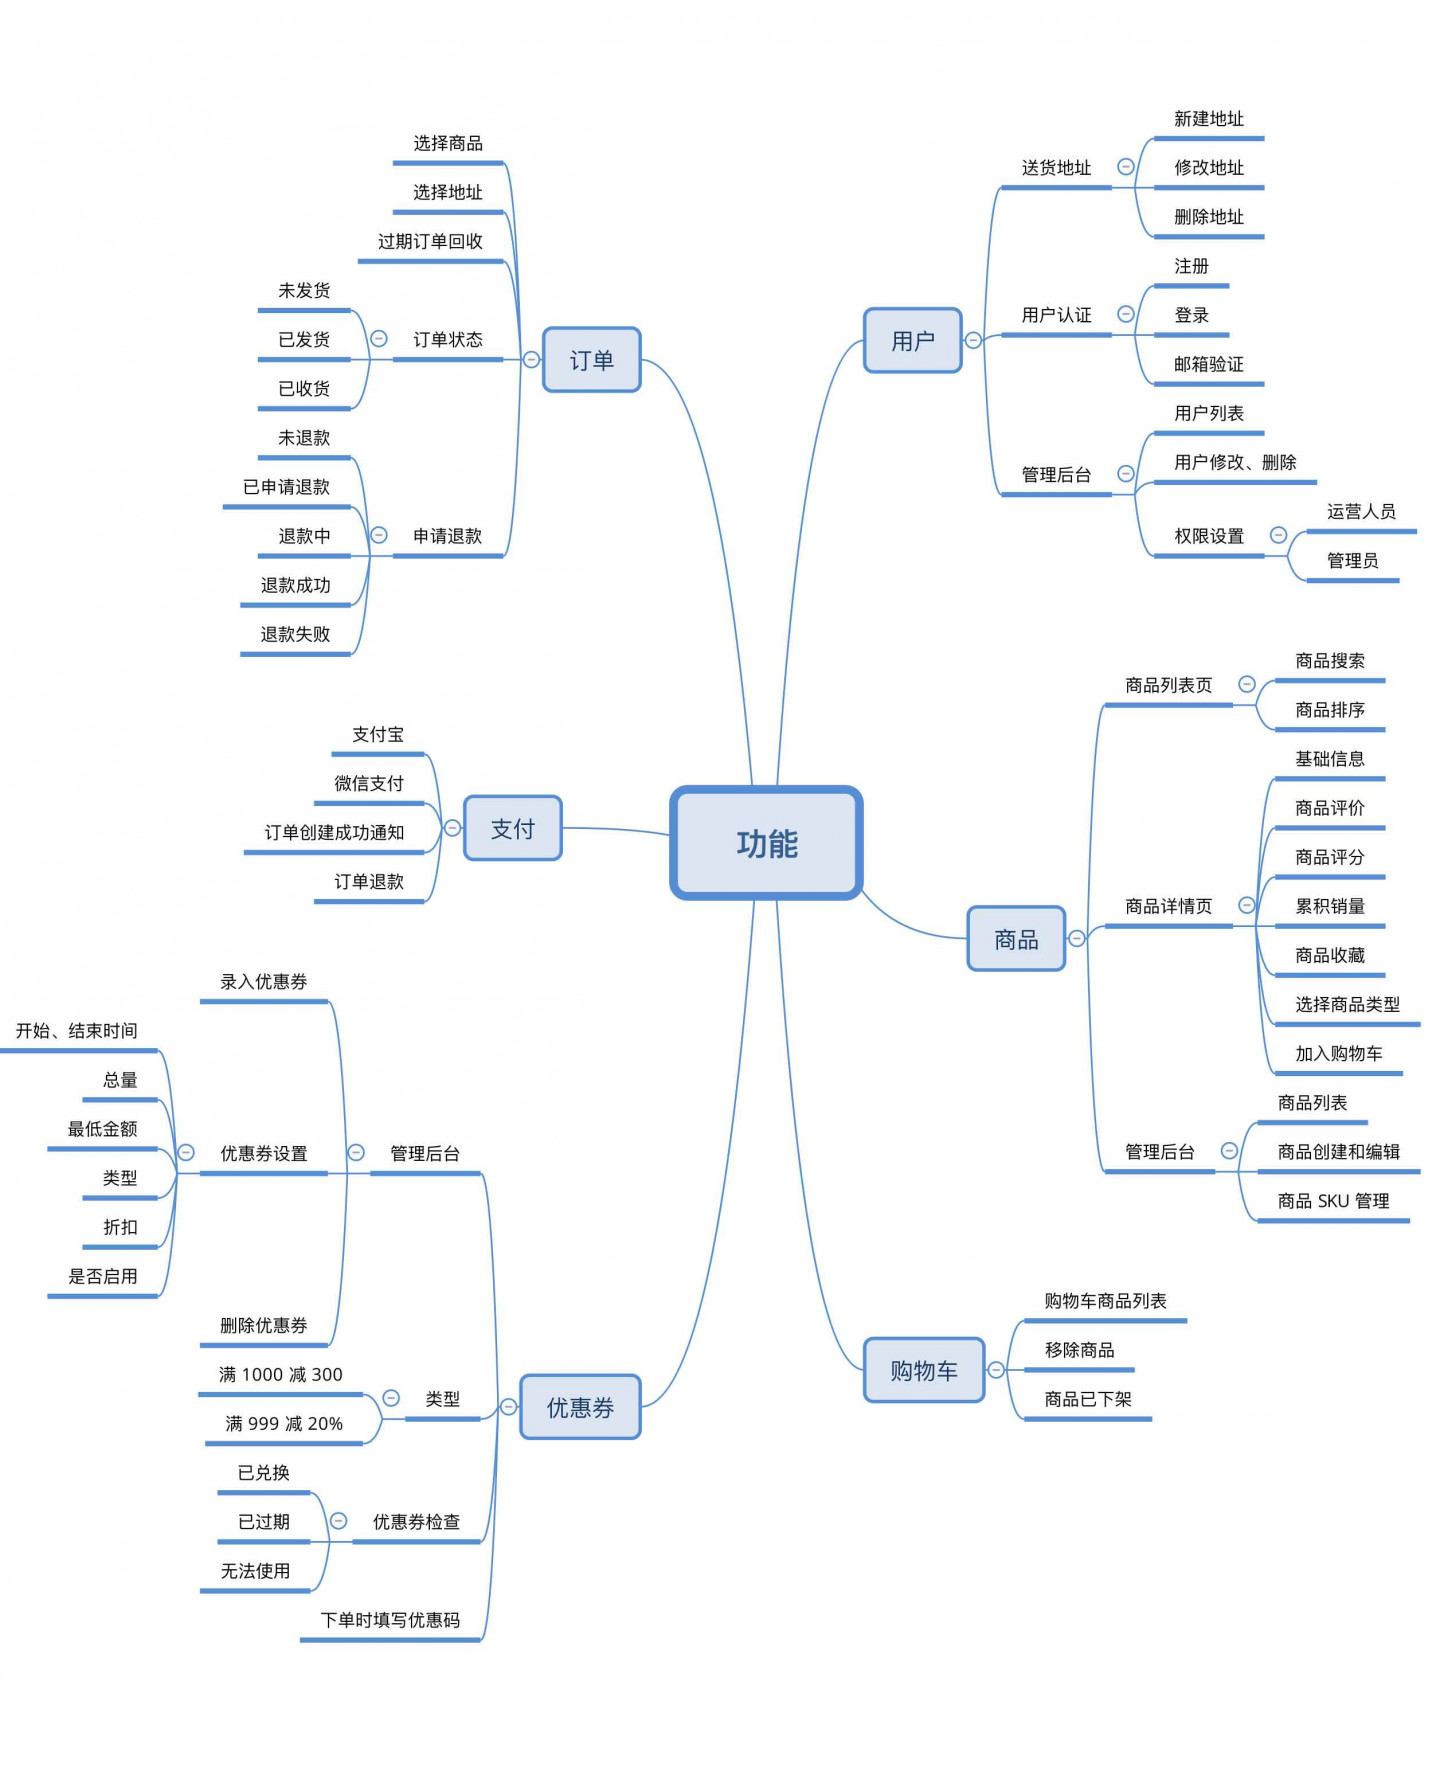 功能
用户
送货地址
新建地址
修改地址
删除地址
用户认证
注册
登录
邮箱验证
管理后台
用户列表
用户修改、删除
权限设置
运营人员
管理员
商品
商品列表页
商品搜索
商品排序
商品详情页
基础信息
商品评价
商品评分
累积销量
商品收藏
选择商品类型
加入购物车
管理后台
商品列表
商品创建和编辑
商品 SKU 管理
购物车
购物车商品列表
移除商品
商品已下架
订单
选择商品
选择地址
过期订单回收
订单状态
未发货
已发货
已收货
申请退款
未退款
已申请退款
退款中
退款成功
退款失败
支付
支付宝
微信支付
订单创建成功通知
订单退款
优惠券
管理后台
录入优惠券
优惠券设置
开始、结束时间
总量
最低金额
类型
折扣
是否启用
删除优惠券
类型
满 1000 减 300
满 999 减 20%
优惠券检查
已兑换
已过期
无法使用
下单时填写优惠码